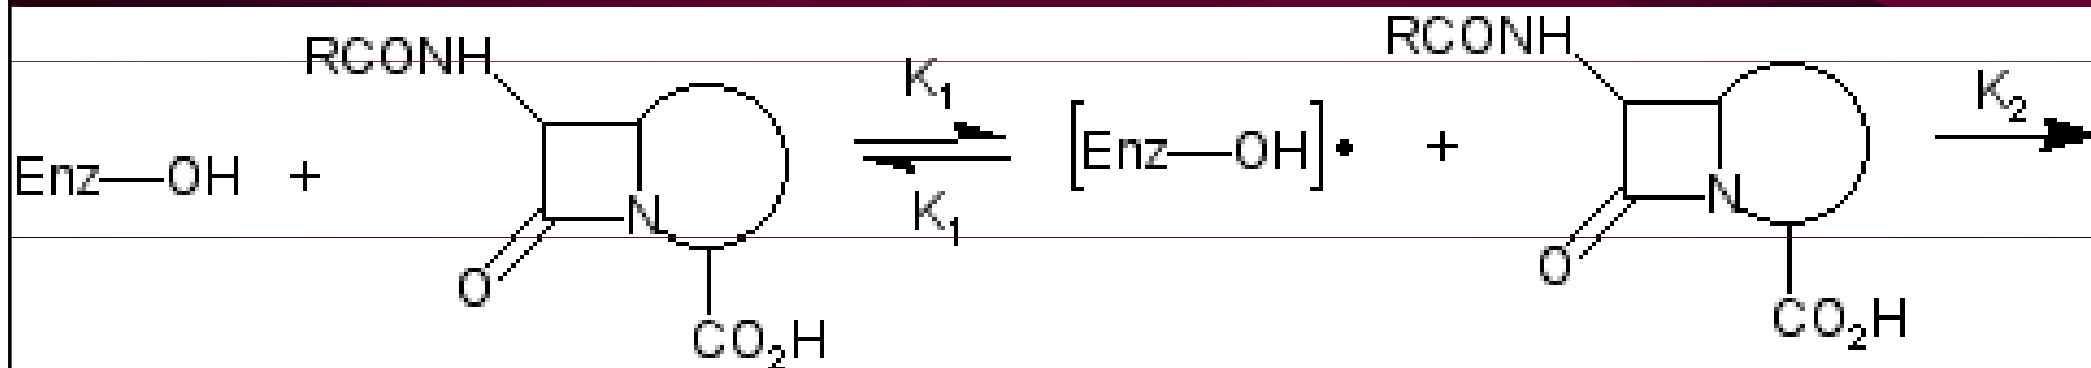 RCONH
RCONH
K₁
K₂
Enz—OH + N
[Enz—OH]• + N
K₁
O
O
CO₂H
CO₂H